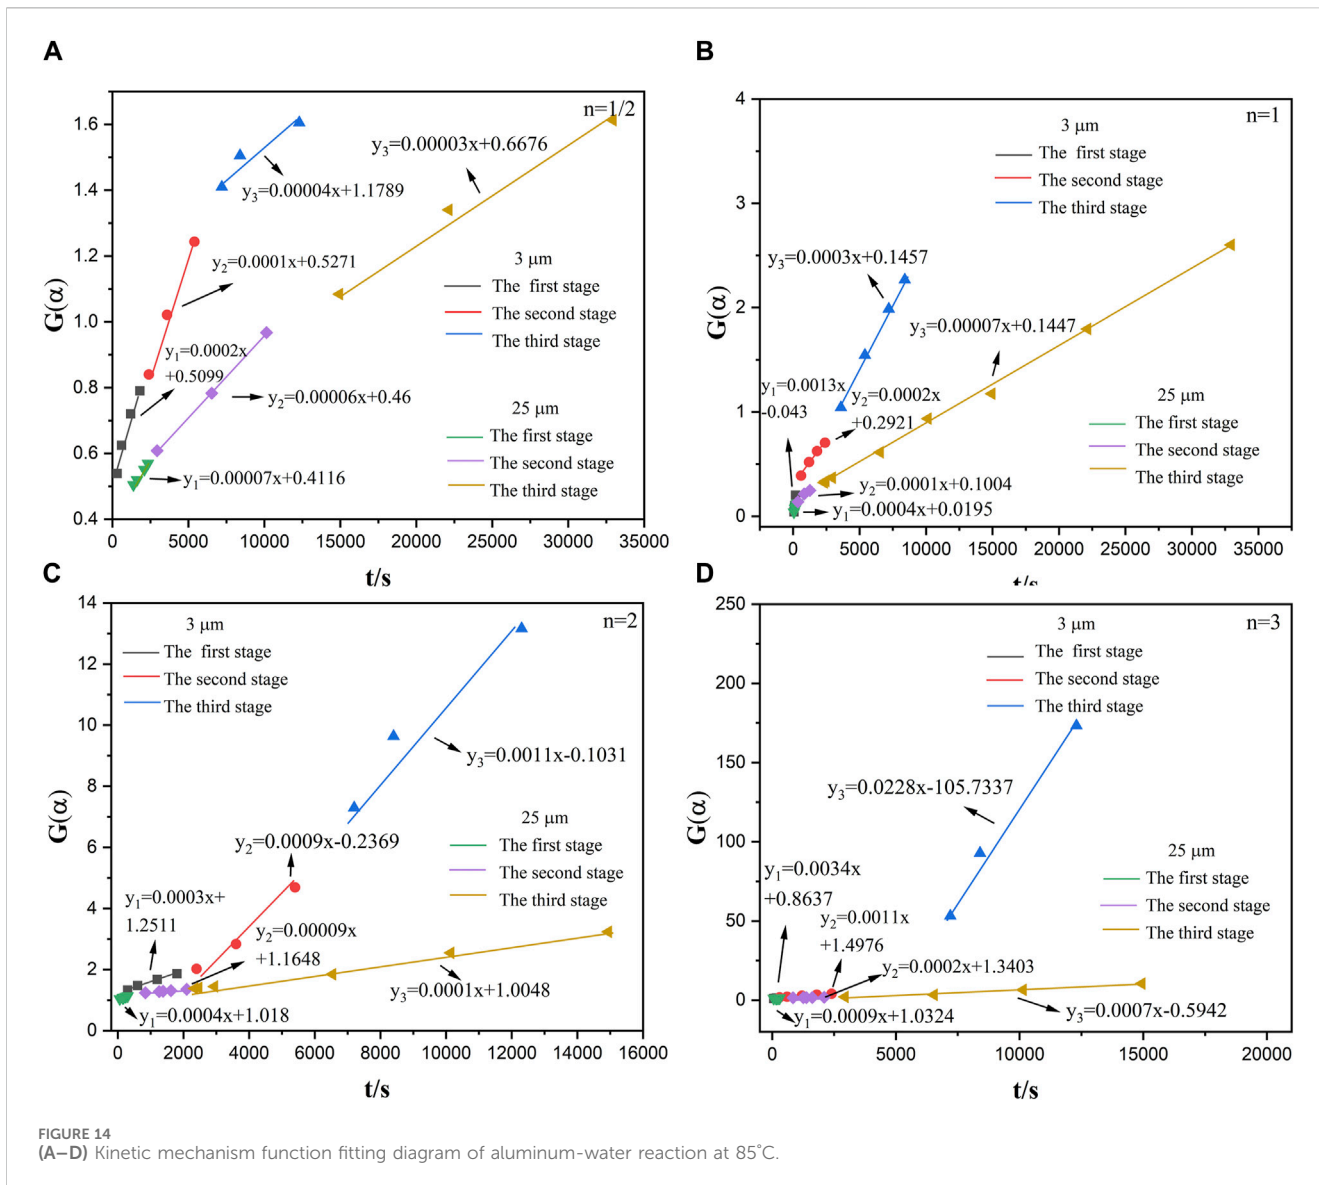 A
n=1/2
1.6
1.4
1.2
1.0
0.8
0.6
0.4
G(α)
0
5000
10000
15000
20000
25000
30000
35000
t/s
y3=0.00003x+0.6676
y3=0.00004x+1.1789
y2=0.0001x+0.5271
y1=0.0002x
+0.5099
y2=0.00006x+0.46
y1=0.00007x+0.4116
3 μm
The first stage
The second stage
The third stage
25 μm
The first stage
The second stage
The third stage
B
n=1
4
3
2
1
0
G(α)
0
5000
10000
15000
20000
25000
30000
35000
t/s
3 μm
The first stage
The second stage
The third stage
y3=0.0003x+0.1457
y3=0.00007x+0.1447
y1=0.0013x
-0.043
y2=0.0002x
+0.2921
y2=0.0001x+0.1004
y1=0.0004x+0.0195
25 μm
The first stage
The second stage
The third stage
C
n=2
14
12
10
8
6
4
2
0
G(α)
0
2000
4000
6000
8000
10000
12000
14000
16000
t/s
3 μm
The first stage
The second stage
The third stage
y3=0.0011x-0.1031
y2=0.0009x-0.2369
y1=0.0003x+
1.2511
y2=0.00009x
+1.1648
y3=0.0001x+1.0048
y1=0.0004x+1.018
25 μm
The first stage
The second stage
The third stage
D
n=3
250
200
150
100
50
0
G(α)
0
5000
10000
15000
20000
t/s
3 μm
The first stage
The second stage
The third stage
y3=0.0228x-105.7337
y1=0.0034x
+0.8637
y2=0.0011x
+1.4976
y2=0.0002x+1.3403
y1=0.0009x+1.0324
y3=0.0007x-0.5942
25 μm
The first stage
The second stage
The third stage
FIGURE 14
(A–D) Kinetic mechanism function fitting diagram of aluminum-water reaction at 85°C.